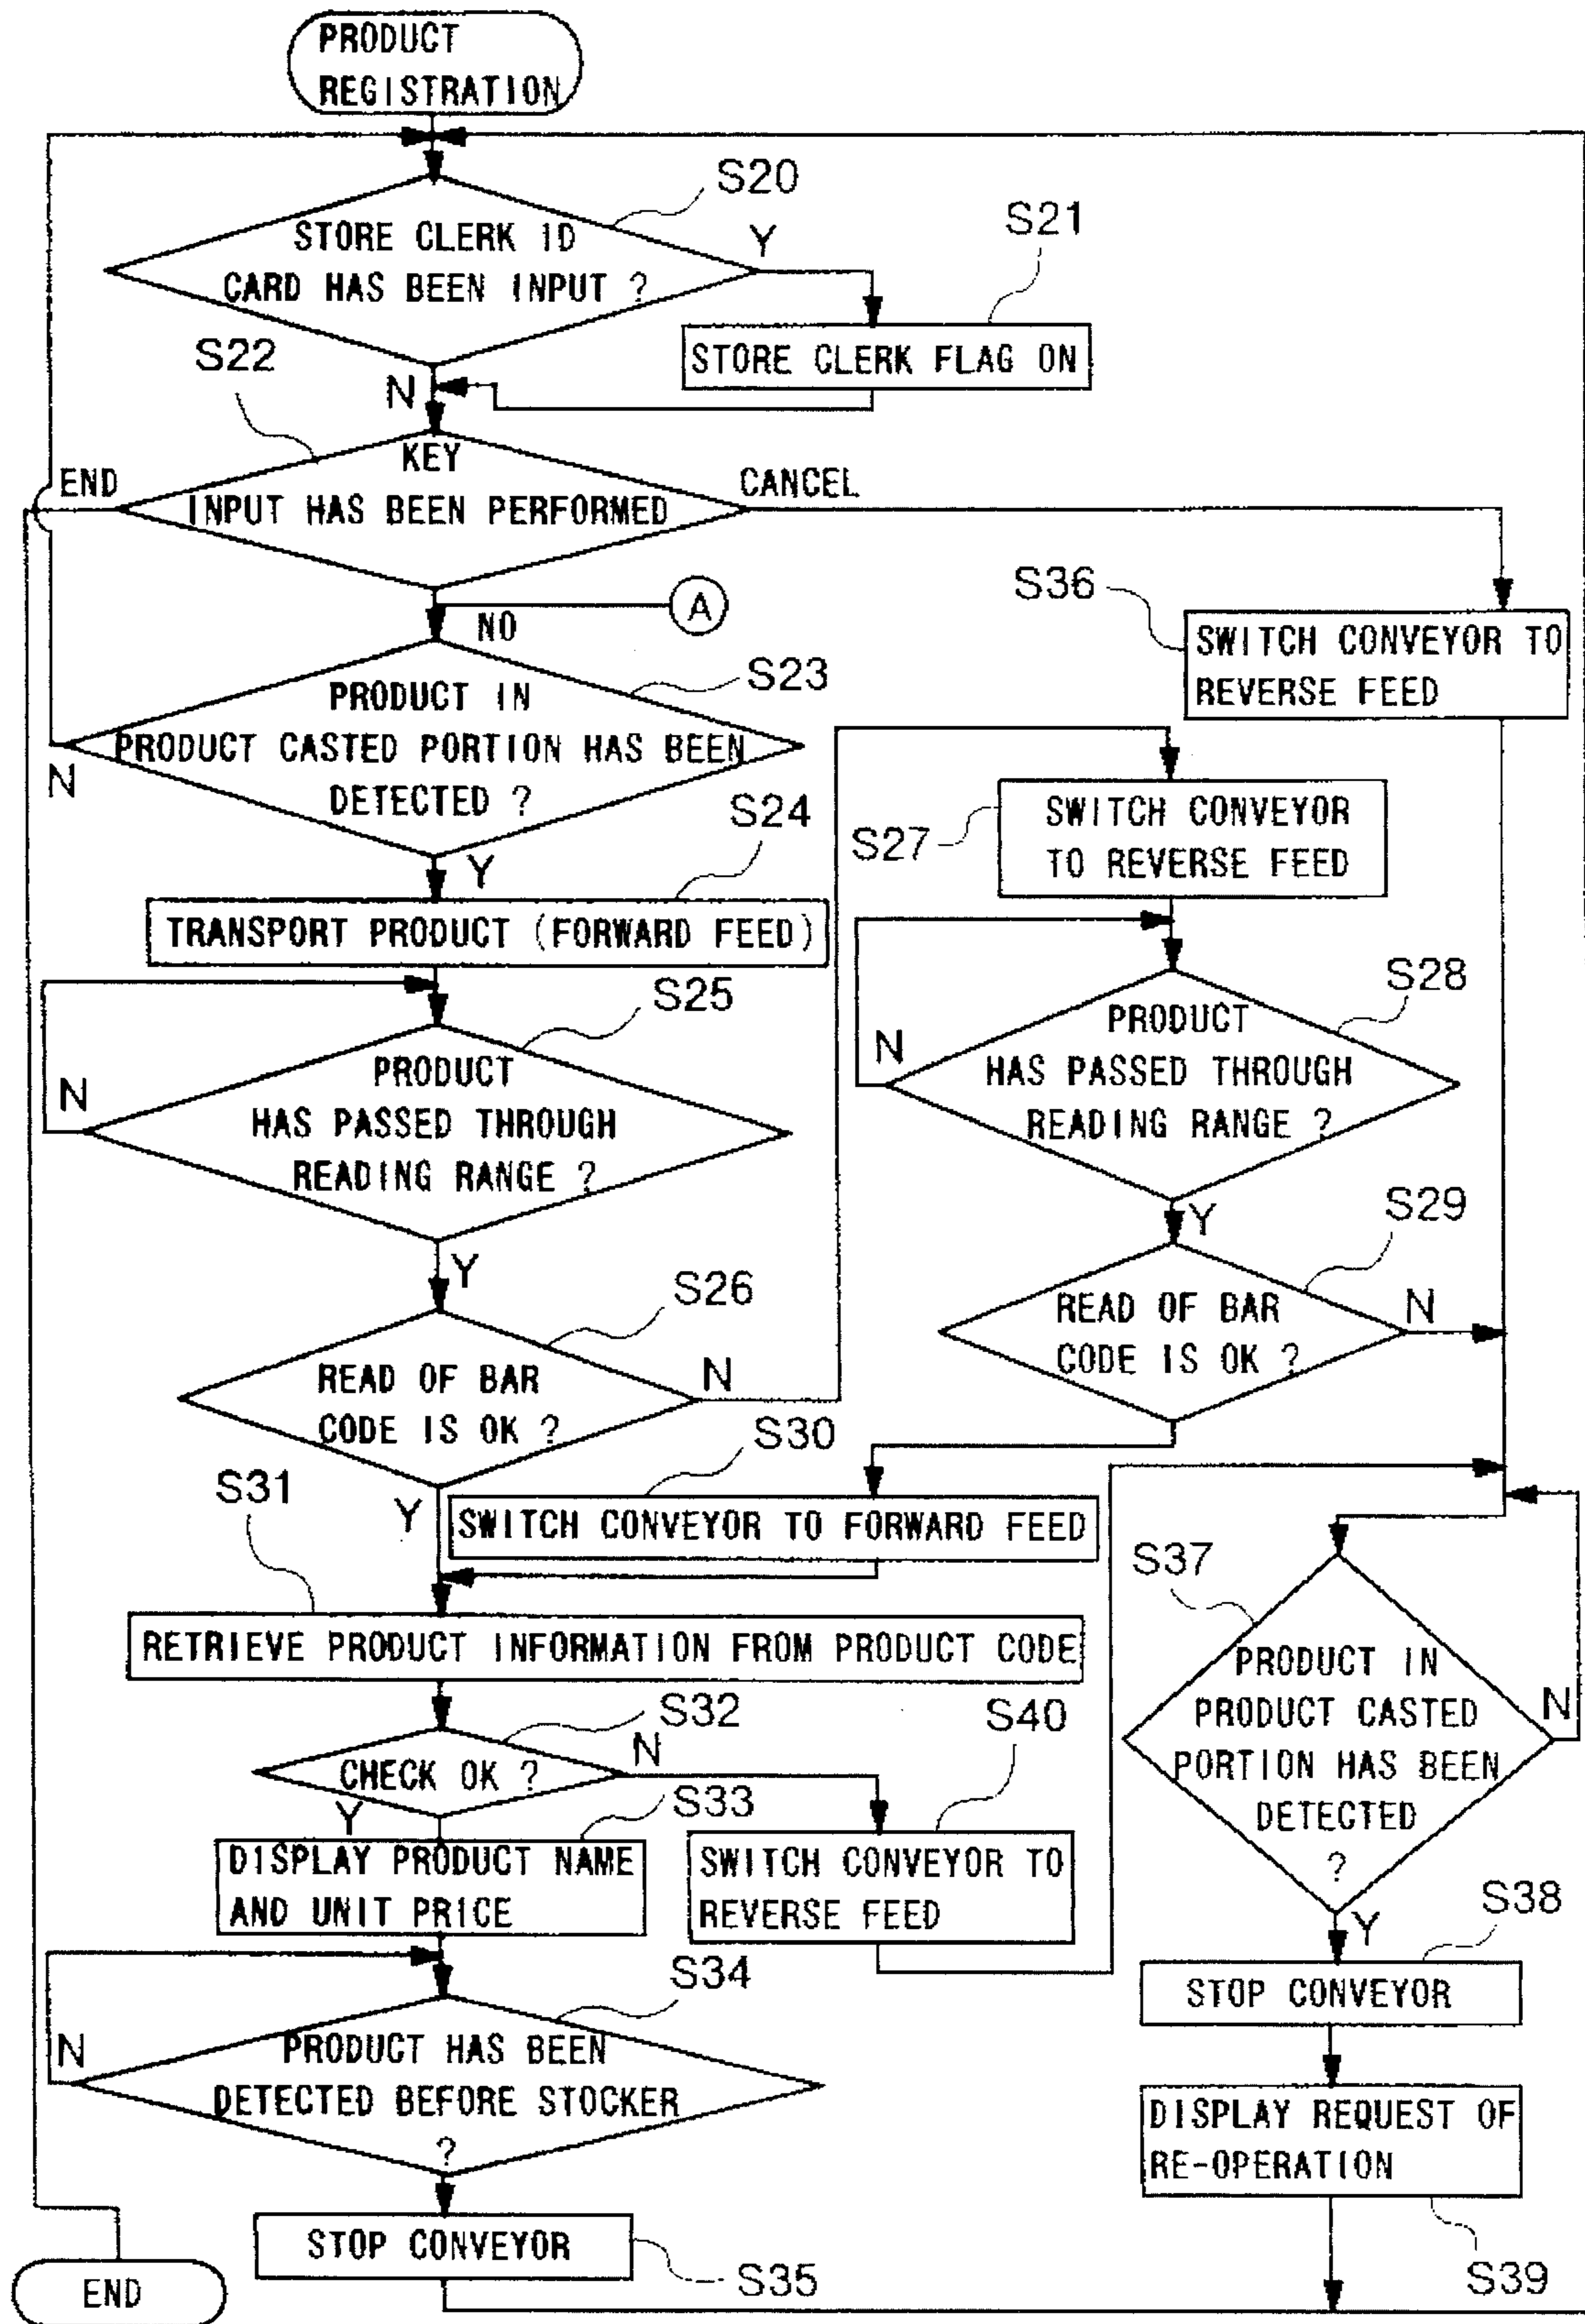 PRODUCT
REGISTRATION
S20
STORE CLERK ID
CARD HAS BEEN INPUT ?
Y
S21
STORE CLERK FLAG ON
S22
N
KEY
INPUT HAS BEEN PERFORMED
END
CANCEL
A
NO
S36
SWITCH CONVEYOR TO
REVERSE FEED
S23
PRODUCT IN
PRODUCT CASTED PORTION HAS BEEN
DETECTED ?
N
Y
S24
TRANSPORT PRODUCT (FORWARD FEED)
S27
SWITCH CONVEYOR
TO REVERSE FEED
S25
PRODUCT
HAS PASSED THROUGH
READING RANGE ?
N
Y
S28
PRODUCT
HAS PASSED THROUGH
READING RANGE ?
N
Y
S26
READ OF BAR
CODE IS OK ?
N
Y
S29
READ OF BAR
CODE IS OK ?
N
S30
SWITCH CONVEYOR TO FORWARD FEED
S31
RETRIEVE PRODUCT INFORMATION FROM PRODUCT CODE
S32
CHECK OK ?
N
Y
S33
DISPLAY PRODUCT NAME
AND UNIT PRICE
S40
SWITCH CONVEYOR TO
REVERSE FEED
S37
PRODUCT IN
PRODUCT CASTED
PORTION HAS BEEN
DETECTED
?
N
Y
S34
PRODUCT HAS BEEN
DETECTED BEFORE STOCKER
?
N
S38
STOP CONVEYOR
DISPLAY REQUEST OF
RE-OPERATION
S39
STOP CONVEYOR
S35
END